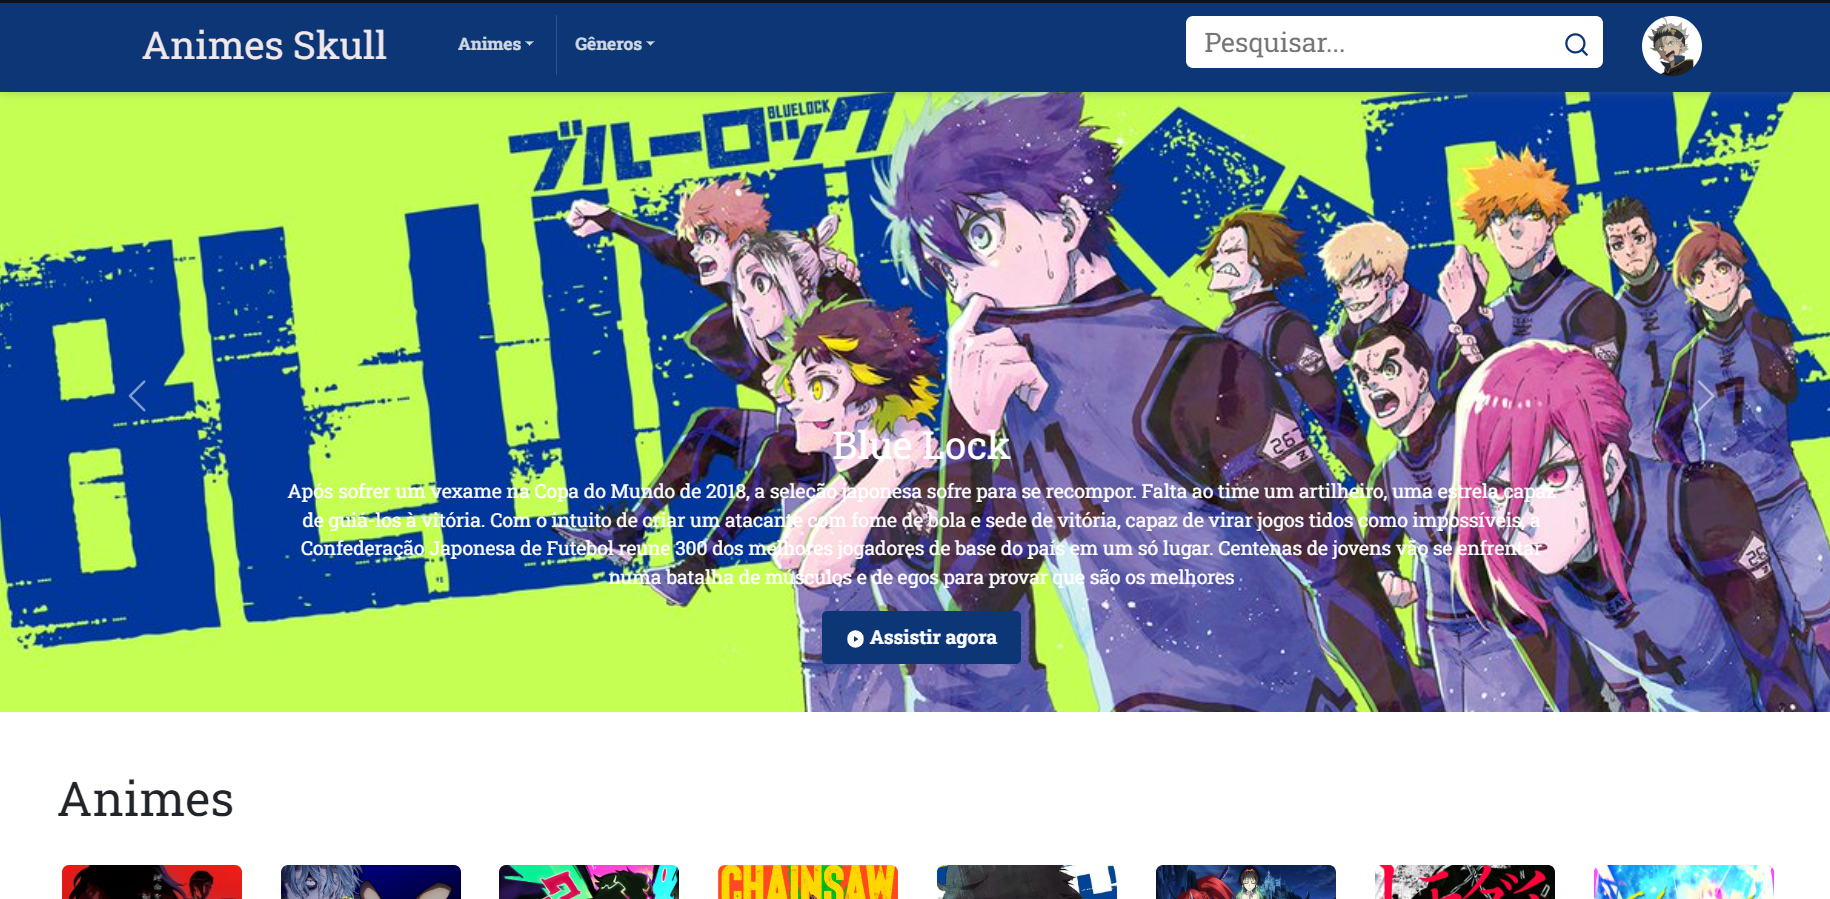 Animes Skull
Animes
Gêneros
Pesquisar...
BLUELOCK
ブルーロック
BLUE LOCK
Blue Lock
Após sofrer um vexame na Copa do Mundo de 2018, a seleção japonesa sofre para se recompor. Falta ao time um artilheiro, uma estrela capaz
de guiá-los à vitória. Com o intuito de criar um atacante com fome de bola e sede de vitória, capaz de virar jogos tidos como impossíveis, a
Confederação Japonesa de Futebol reúne 300 dos melhores jogadores de base do país em um só lugar. Centenas de jovens vão se enfrentar
numa batalha de músculos e de egos para provar que são os melhores
Assistir agora
Animes
CHAINSAW